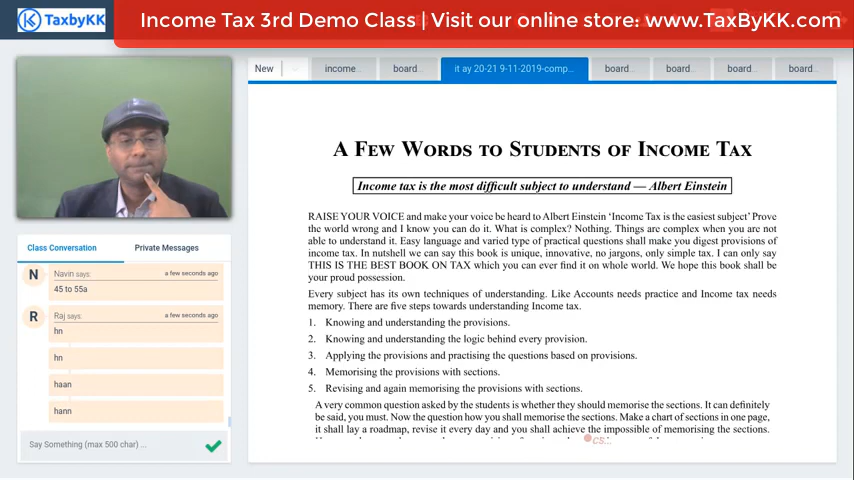 Income Tax 3rd Demo Class | Visit our online store: www.TaxByKK.com
TaxbyKK
New
income...
board...
it ay 20-21 9-11-2019-comp...
board...
board...
board...
board...
A FEW WORDS TO STUDENTS OF INCOME TAX
Income tax is the most difficult subject to understand — Albert Einstein
RAISE YOUR VOICE and make your voice be heard to Albert Einstein ‘Income Tax is the easiest subject’ Prove
the world wrong and I know you can do it. What is complex? Nothing. Things are complex when you are not
able to understand it. Easy language and varied type of practical questions shall make you digest provisions of
income tax. In nutshell we can say this book is unique, innovative, no jargons, only simple tax. I can only say
THIS IS THE BEST BOOK ON TAX which you can ever find it on whole world. We hope this book shall be
your proud possession.
Every subject has its own techniques of understanding. Like Accounts needs practice and Income tax needs
memory. There are five steps towards understanding Income tax.
1. Knowing and understanding the provisions.
2. Knowing and understanding the logic behind every provision.
3. Applying the provisions and practising the questions based on provisions.
4. Memorising the provisions with sections.
5. Revising and again memorising the provisions with sections.
A very common question asked by the students is whether they should memorise the sections. It can definitely
be said, you must. Now the question how you shall memorise the sections. Make a chart of sections in one page,
it shall lay a roadmap, revise it every day and you shall achieve the impossible of memorising the sections.
Class Conversation
Private Messages
N
Navin says:
a few seconds ago
45 to 55a
R
Raj says:
a few seconds ago
hn
hn
haan
hann
Say Something (max 500 char) ...